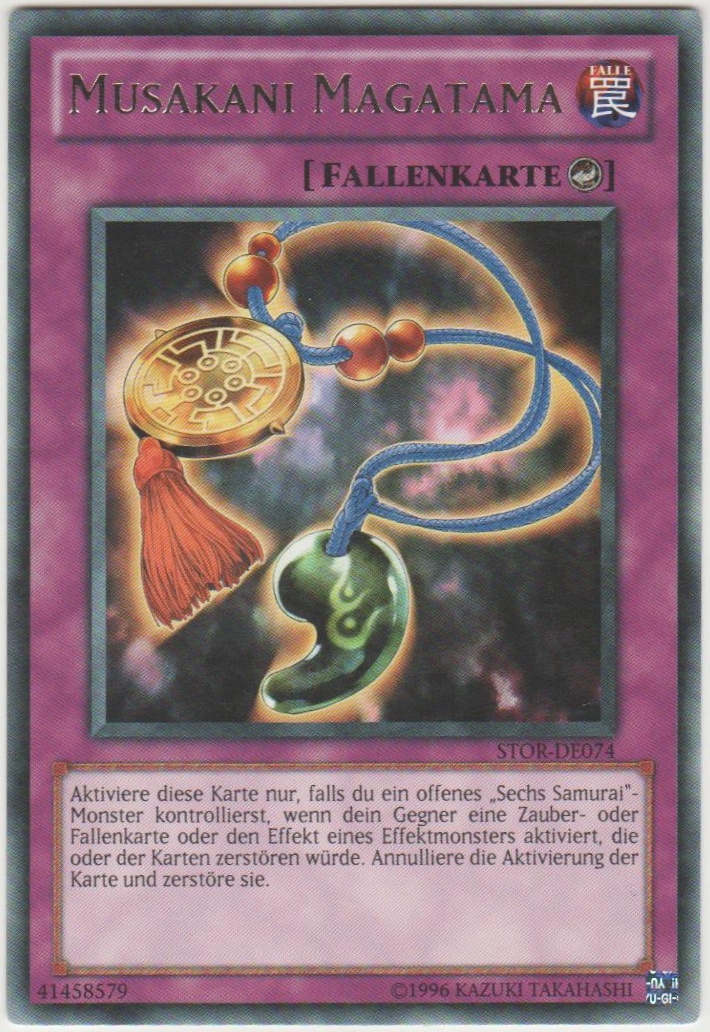 MUSAKANI MAGATAMA
FALLE
罠
[FALLENKARTE]
STOR-DE074
Aktiviere diese Karte nur, falls du ein offenes „Sechs Samurai"-
Monster kontrollierst, wenn dein Gegner eine Zauber- oder
Fallenkarte oder den Effekt eines Effektmonsters aktiviert, die
oder der Karten zerstören würde. Annulliere die Aktivierung der
Karte und zerstöre sie.
41458579
©1996 KAZUKI TAKAHASHI